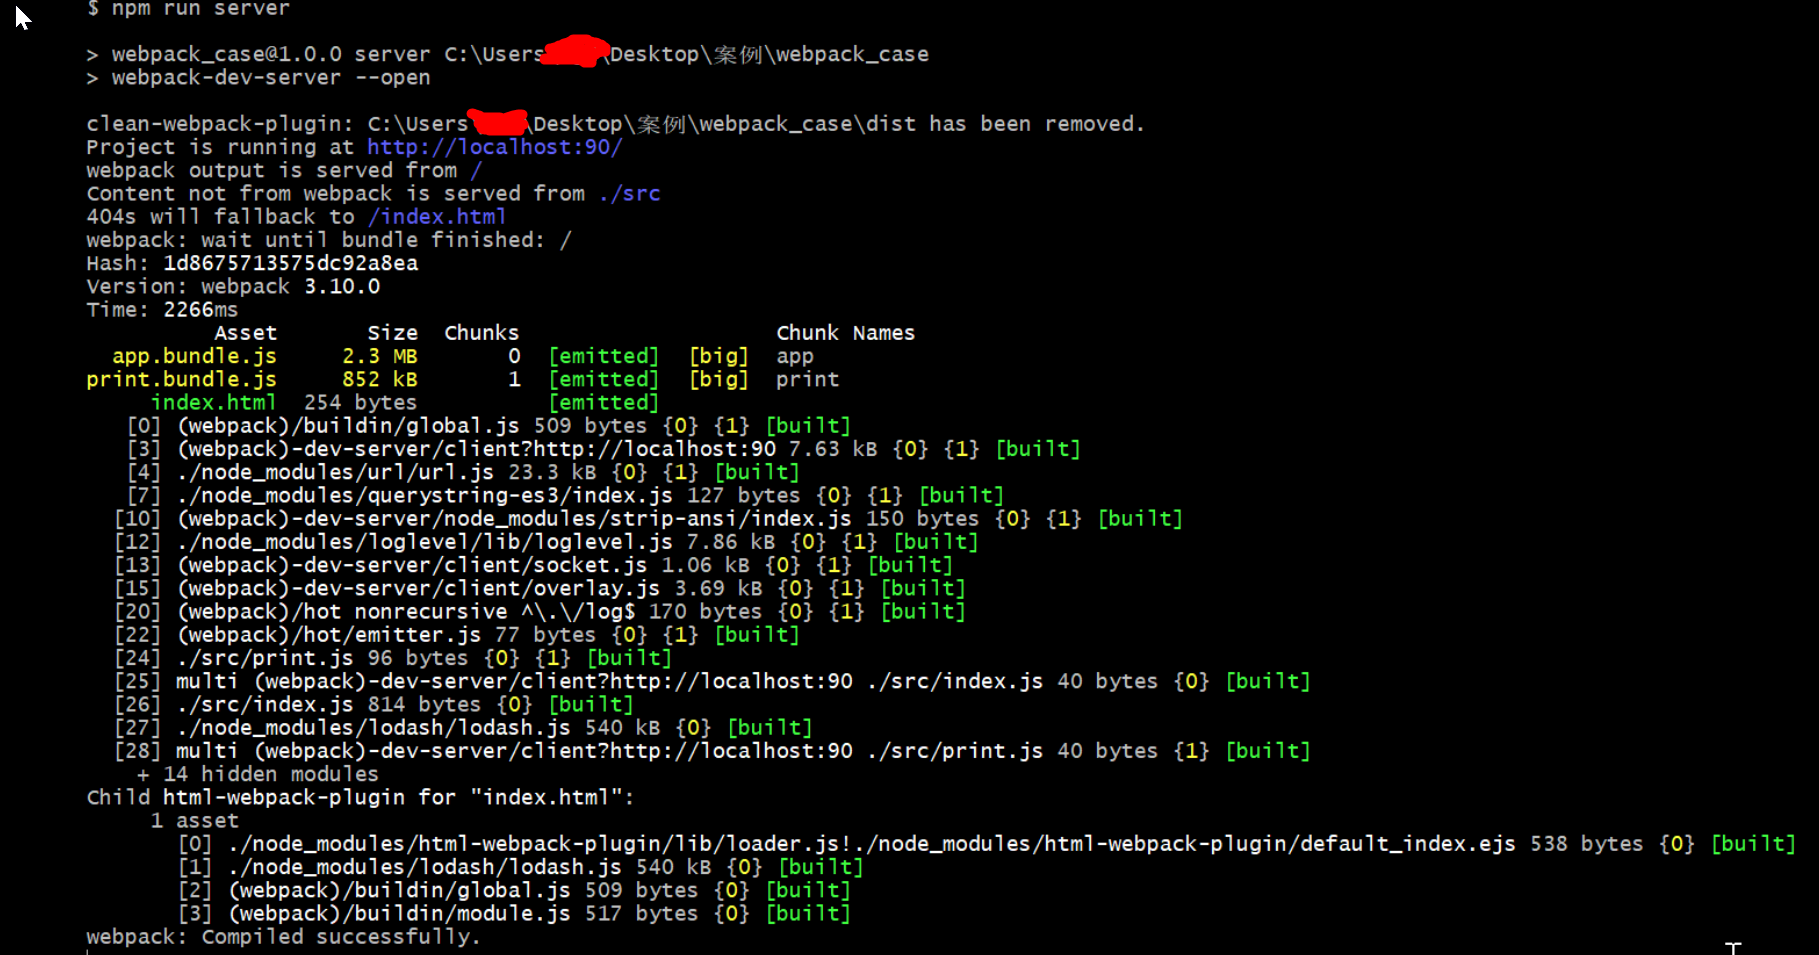 $ npm run server
> webpack_case@1.0.0 server C:\Users\Desktop\案例\webpack_case
> webpack-dev-server --open
clean-webpack-plugin: C:\Users\Desktop\案例\webpack_case\dist has been removed.
Project is running at http://localhost:90/
webpack output is served from /
Content not from webpack is served from ./src
404s will fallback to /index.html
webpack: wait until bundle finished: /
Hash: 1d8675713575dc92a8ea
Version: webpack 3.10.0
Time: 2266ms
Asset Size Chunks Chunk Names
app.bundle.js 2.3 MB 0 [emitted] [big] app
print.bundle.js 852 kB 1 [emitted] [big] print
index.html 254 bytes [emitted]
[0] (webpack)/buildin/global.js 509 bytes {0} {1} [built]
[3] (webpack)-dev-server/client?http://localhost:90 7.63 kB {0} {1} [built]
[4] ./node_modules/url/url.js 23.3 kB {0} {1} [built]
[7] ./node_modules/querystring-es3/index.js 127 bytes {0} {1} [built]
[10] (webpack)-dev-server/node_modules/strip-ansi/index.js 150 bytes {0} {1} [built]
[12] ./node_modules/loglevel/lib/loglevel.js 7.86 kB {0} {1} [built]
[13] (webpack)-dev-server/client/socket.js 1.06 kB {0} {1} [built]
[15] (webpack)-dev-server/client/overlay.js 3.69 kB {0} {1} [built]
[20] (webpack)/hot nonrecursive ^\.\/log$ 170 bytes {0} {1} [built]
[22] (webpack)/hot/emitter.js 77 bytes {0} {1} [built]
[24] ./src/print.js 96 bytes {0} {1} [built]
[25] multi (webpack)-dev-server/client?http://localhost:90 ./src/index.js 40 bytes {0} [built]
[26] ./src/index.js 814 bytes {0} [built]
[27] ./node_modules/lodash/lodash.js 540 kB {0} [built]
[28] multi (webpack)-dev-server/client?http://localhost:90 ./src/print.js 40 bytes {1} [built]
+ 14 hidden modules
Child html-webpack-plugin for "index.html":
1 asset
[0] ./node_modules/html-webpack-plugin/lib/loader.js!./node_modules/html-webpack-plugin/default_index.ejs 538 bytes {0} [built]
[1] ./node_modules/lodash/lodash.js 540 kB {0} [built]
[2] (webpack)/buildin/global.js 509 bytes {0} [built]
[3] (webpack)/buildin/module.js 517 bytes {0} [built]
webpack: Compiled successfully.